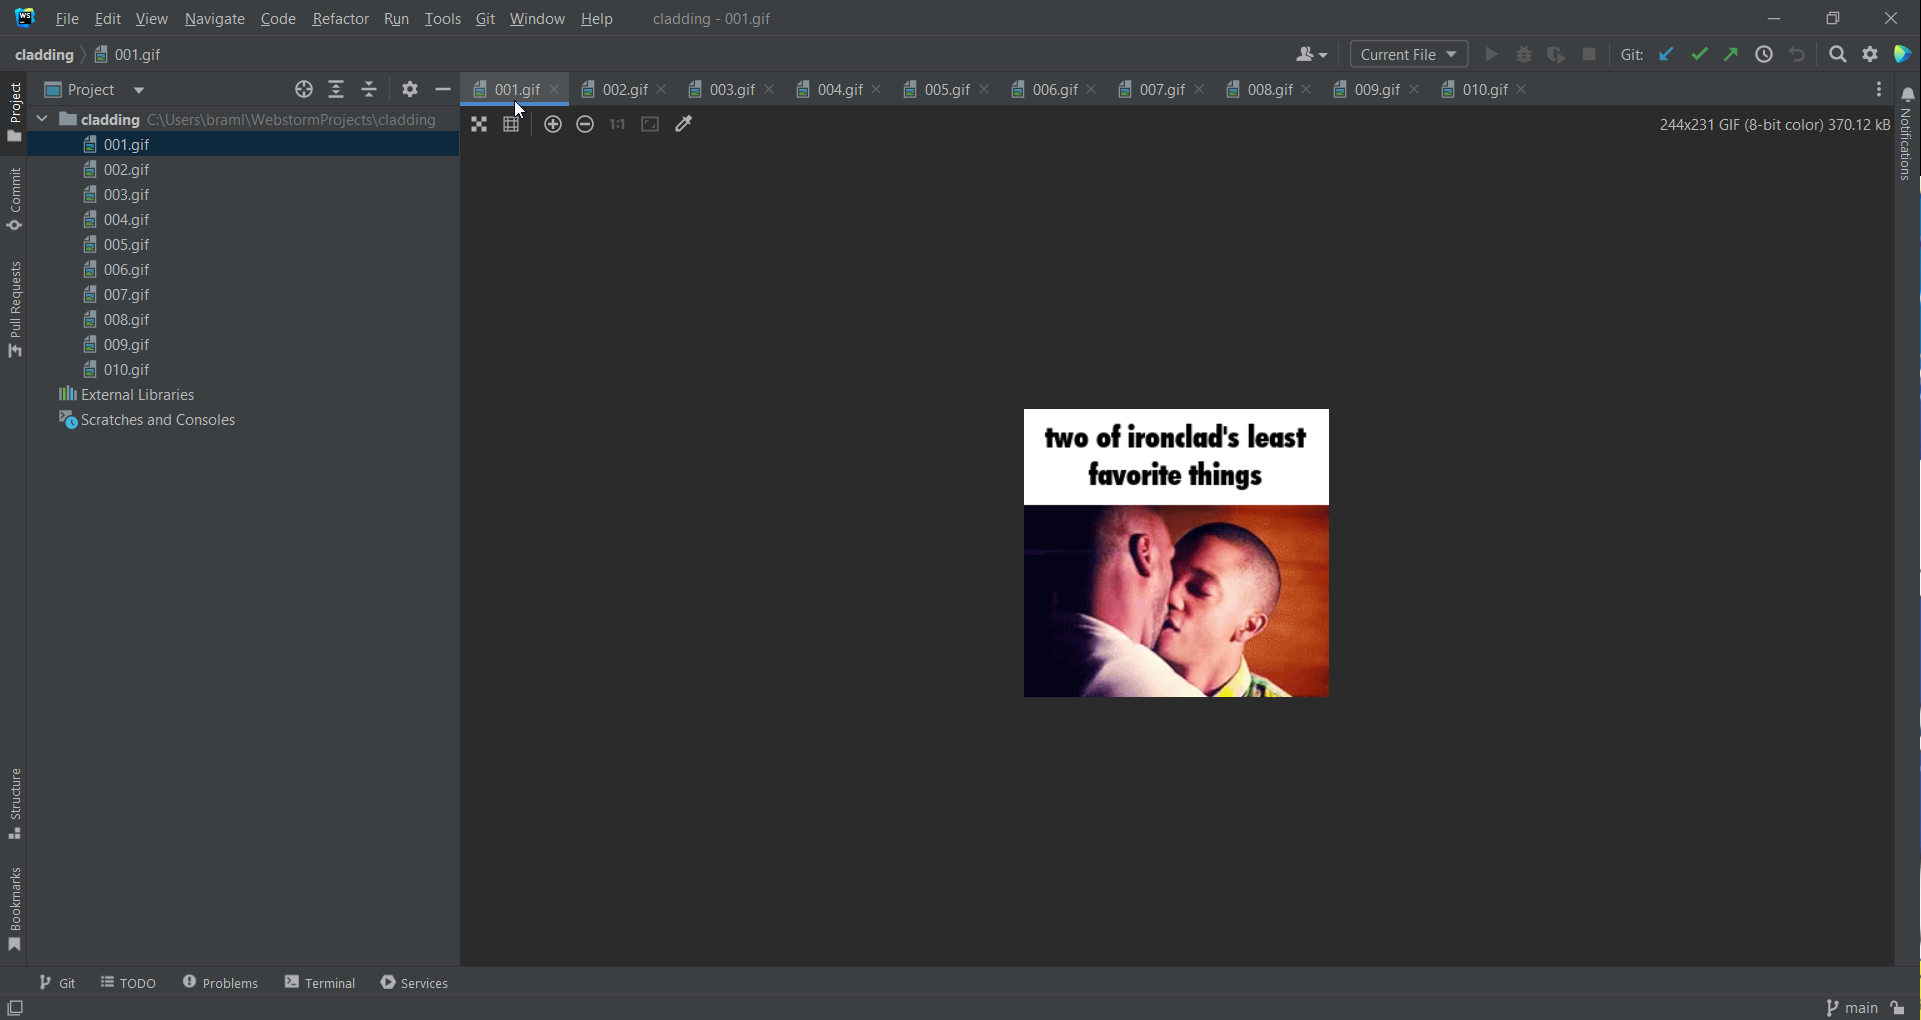 File Edit View Navigate Code Refactor Run Tools Git Window Help cladding - 001.gif
cladding 001.gif
Current File Git:
Project
001.gif 002.gif 003.gif 004.gif 005.gif 006.gif 007.gif 008.gif 009.gif 010.gif
cladding C:\Users\braml\WebstormProjects\cladding
1:1
244x231 GIF (8-bit color) 370.12 kB
001.gif
002.gif
003.gif
004.gif
005.gif
006.gif
007.gif
008.gif
009.gif
010.gif
External Libraries
Scratches and Consoles
Project
Commit
Pull Requests
Structure
Bookmarks
Notifications
two of ironclad's least
favorite things
Git TODO Problems Terminal Services
main
WS